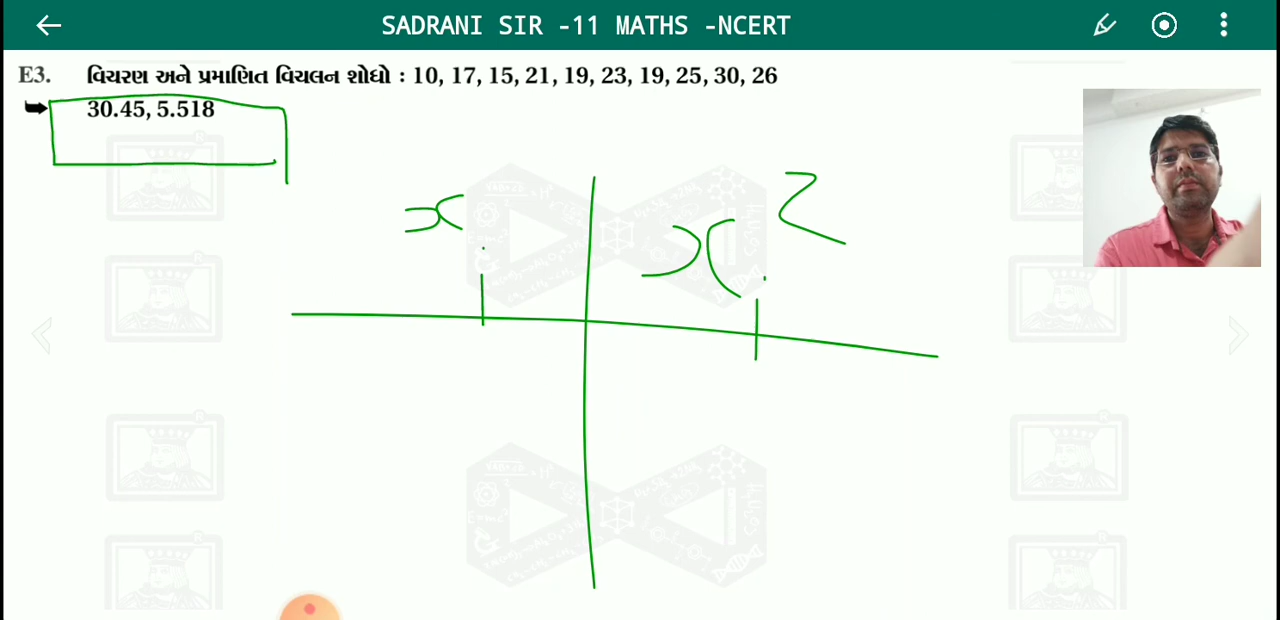 SADRANI SIR -11 MATHS -NCERT
E3. વિચરણ અને પ્રમાણિત વિચલન શોધો : 10, 17, 15, 21, 19, 23, 19, 25, 30, 26
➥ 30.45, 5.518
xᵢ xᵢ²